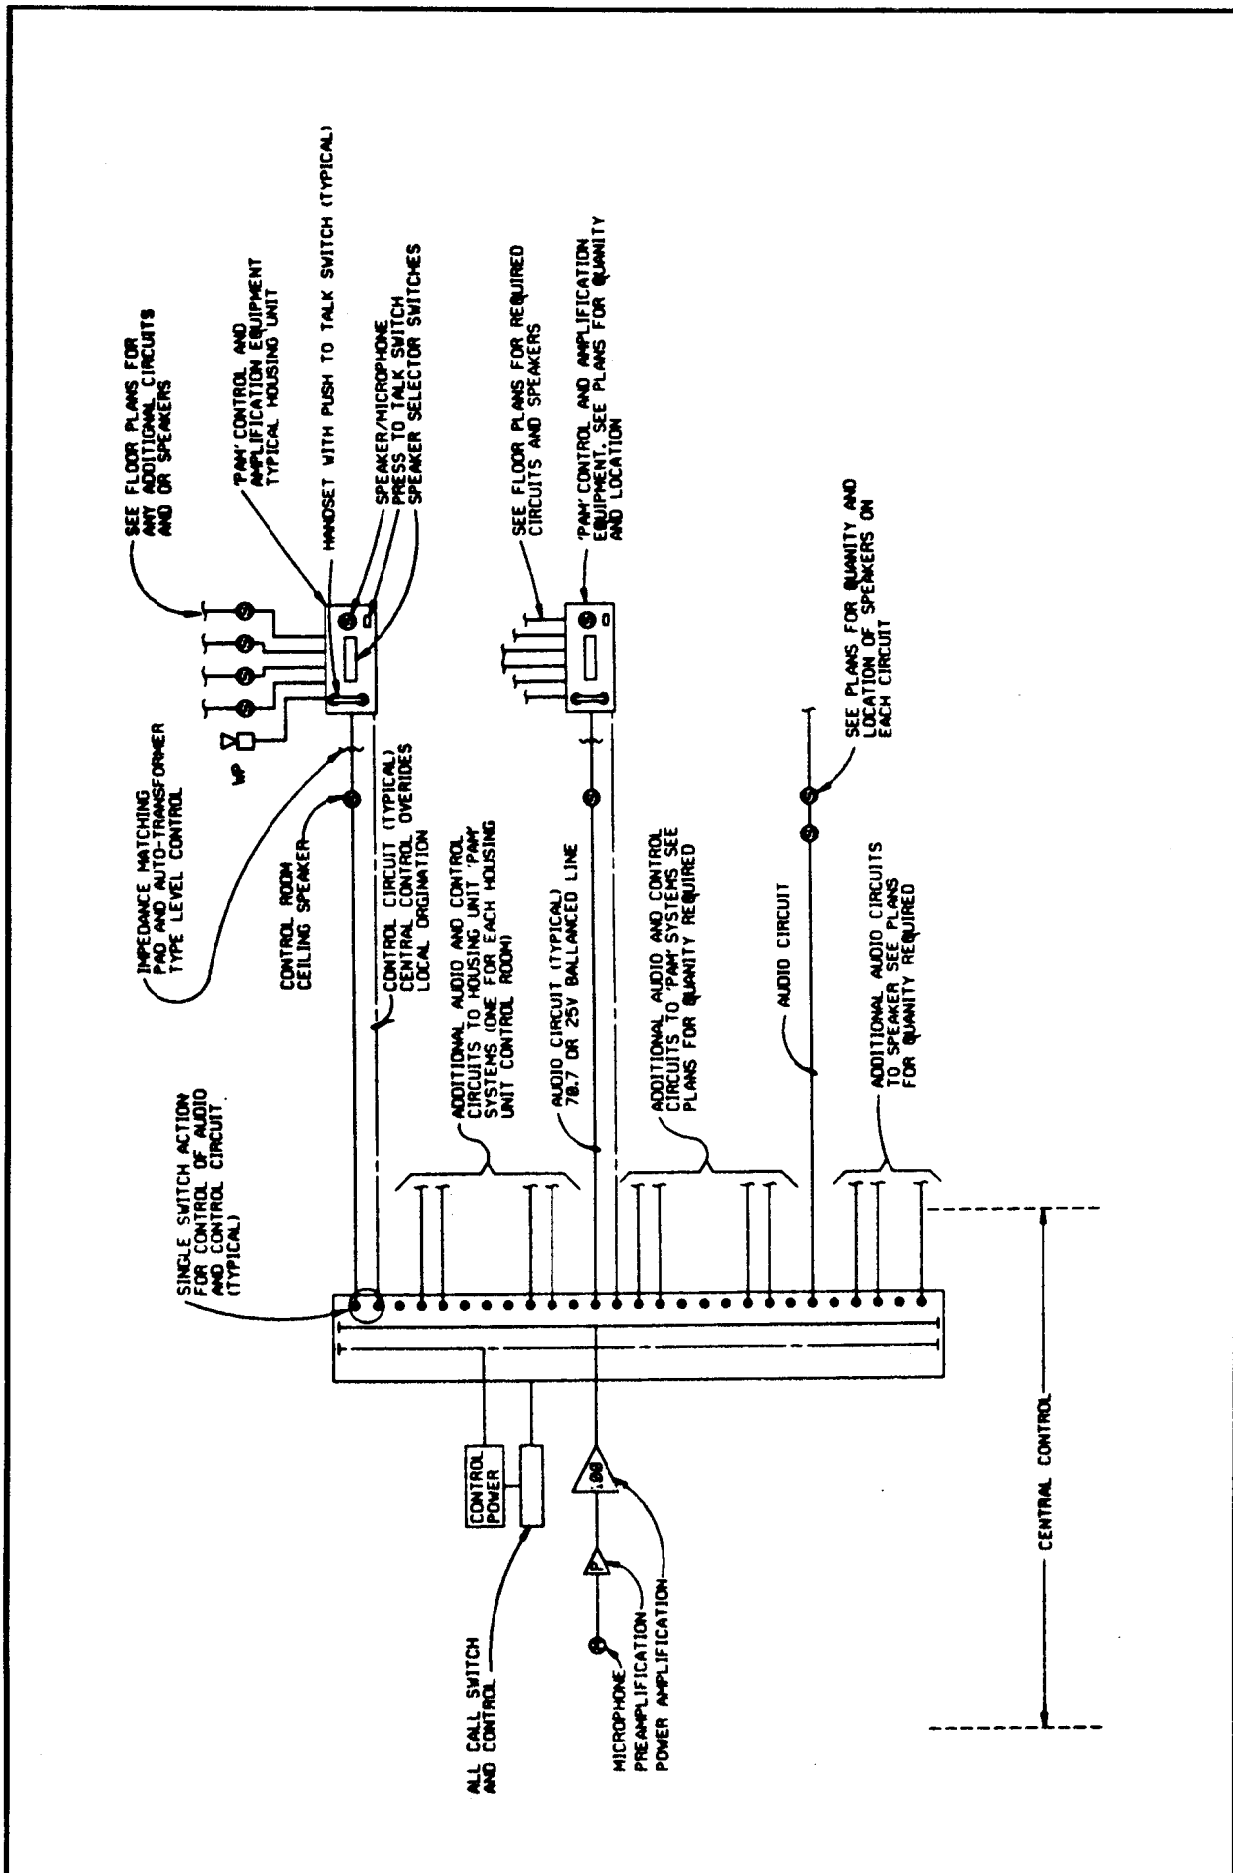 SEE FLOOR PLANS FOR
ANY ADDITIONAL CIRCUITS
AND OR SPEAKERS
'PAM' CONTROL AND
AMPLIFICATION EQUIPMENT
TYPICAL HOUSING UNIT
HANDSET WITH PUSH TO TALK SWITCH (TYPICAL)
SPEAKER/MICROPHONE
PRESS TO TALK SWITCH
SPEAKER SELECTOR SWITCHES
WP
S
S
S
S
S
IMPEDANCE MATCHING
PAD AND AUTO-TRANSFORMER
TYPE LEVEL CONTROL
CONTROL ROOM
CEILING SPEAKER
S
CONTROL CIRCUIT (TYPICAL)
CENTRAL CONTROL OVERIDES
LOCAL ORGINATION
SINGLE SWITCH ACTION
FOR CONTROL OF AUDIO
AND CONTROL CIRCUIT
(TYPICAL)
ADDITIONAL AUDIO AND CONTROL
CIRCUITS TO HOUSING UNIT 'PAM'
SYSTEMS (ONE FOR EACH HOUSING
UNIT CONTROL ROOM)
SEE FLOOR PLANS FOR REQUIRED
CIRCUITS AND SPEAKERS
'PAM' CONTROL AND AMPLIFICATION
EQUIPMENT. SEE PLANS FOR QUANTITY
AND LOCATION
S
S
AUDIO CIRCUIT (TYPICAL)
70.7 OR 25V BALLANCED LINE
ADDITIONAL AUDIO AND CONTROL
CIRCUITS TO 'PAM' SYSTEMS SEE
PLANS FOR QUANITY REQUIRED
SEE PLANS FOR QUANITY AND
LOCATION OF SPEAKERS ON
EACH CIRCUIT
S
S
AUDIO CIRCUIT
ADDITIONAL AUDIO CIRCUITS
TO SPEAKER SEE PLANS
FOR QUANITY REQUIRED
CONTROL
POWER
ALL CALL SWITCH
AND CONTROL
P
MICROPHONE
PREAMPLIFICATION
POWER AMPLIFICATION
CENTRAL CONTROL